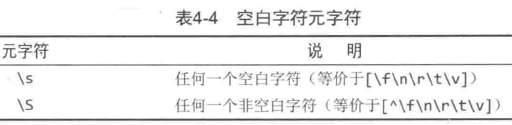 表4-4 空白字符元字符
元字符 说 明
\s 任何一个空白字符（等价于[\f\n\r\t\v]）
\S 任何一个非空白字符（等价于[^\f\n\r\t\v]）